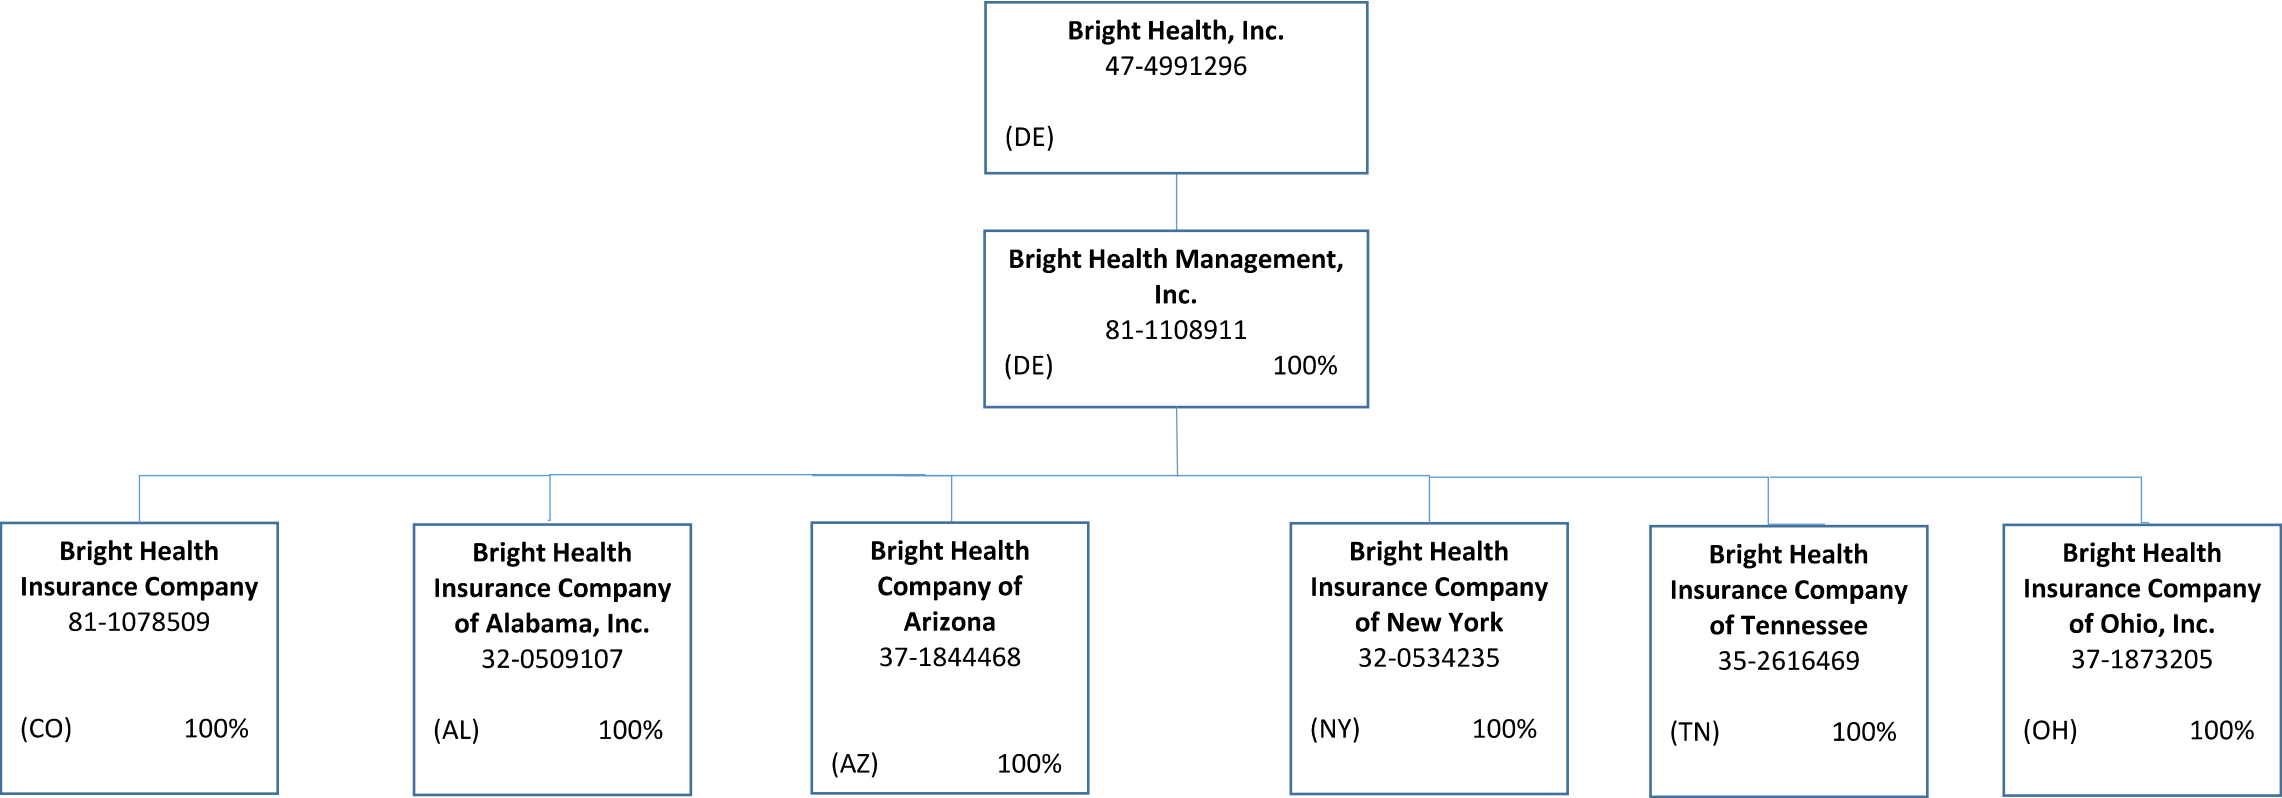 Bright Health, Inc.
47-4991296
(DE)
Bright Health Management,
Inc.
81-1108911
(DE) 100%
Bright Health
Insurance Company
81-1078509
(CO) 100%
Bright Health
Insurance Company
of Alabama, Inc.
32-0509107
(AL) 100%
Bright Health
Company of
Arizona
37-1844468
(AZ) 100%
Bright Health
Insurance Company
of New York
32-0534235
(NY) 100%
Bright Health
Insurance Company
of Tennessee
35-2616469
(TN) 100%
Bright Health
Insurance Company
of Ohio, Inc.
37-1873205
(OH) 100%